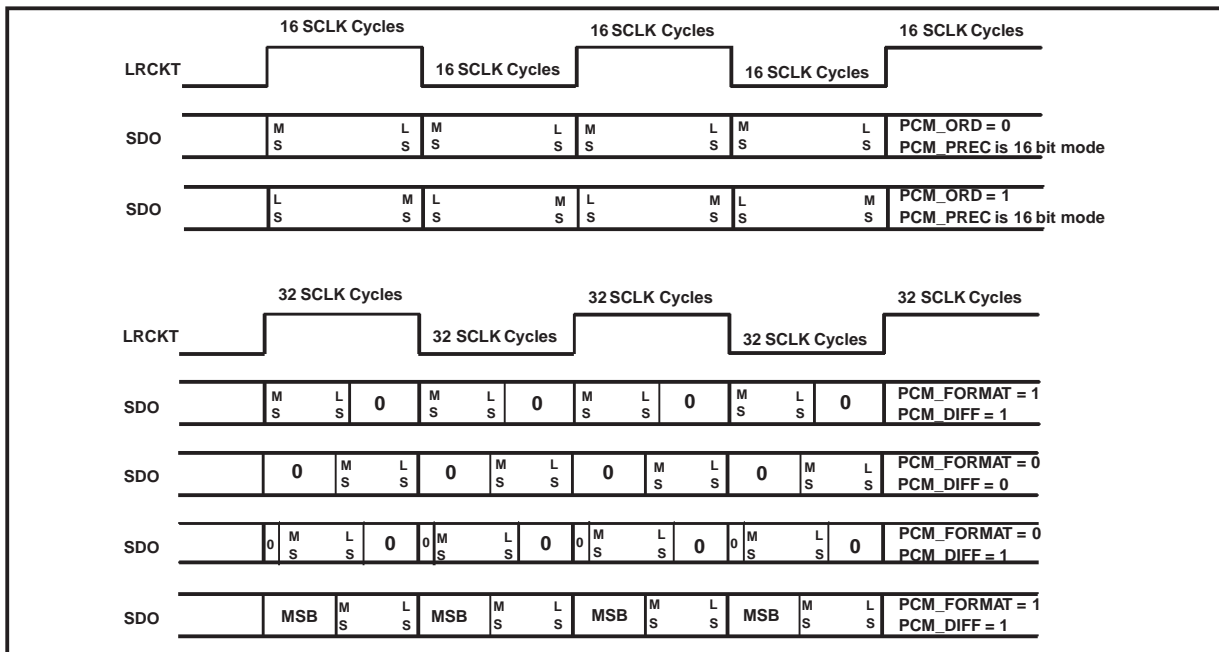 16 SCLK Cycles 16 SCLK Cycles 16 SCLK Cycles
LRCKT 16 SCLK Cycles 16 SCLK Cycles
SDO M L M L M L M L PCM_ORD = 0
S S S S S S S S PCM_PREC is 16 bit mode
SDO L M L M L M L M PCM_ORD = 1
S S S S S S S S PCM_PREC is 16 bit mode
32 SCLK Cycles 32 SCLK Cycles 32 SCLK Cycles
LRCKT 32 SCLK Cycles 32 SCLK Cycles
SDO M L 0 M L 0 M L 0 M L 0 PCM_FORMAT = 1
S S S S S S S S PCM_DIFF = 1
SDO 0 M L 0 M L 0 M L 0 M L PCM_FORMAT = 0
S S S S S S S S PCM_DIFF = 0
SDO 0 M L 0 0 M L 0 0 M L 0 0 M L 0 PCM_FORMAT = 0
S S S S S S S S PCM_DIFF = 1
SDO MSB M L MSB M L MSB M L MSB M L PCM_FORMAT = 1
S S S S S S S S PCM_DIFF = 1